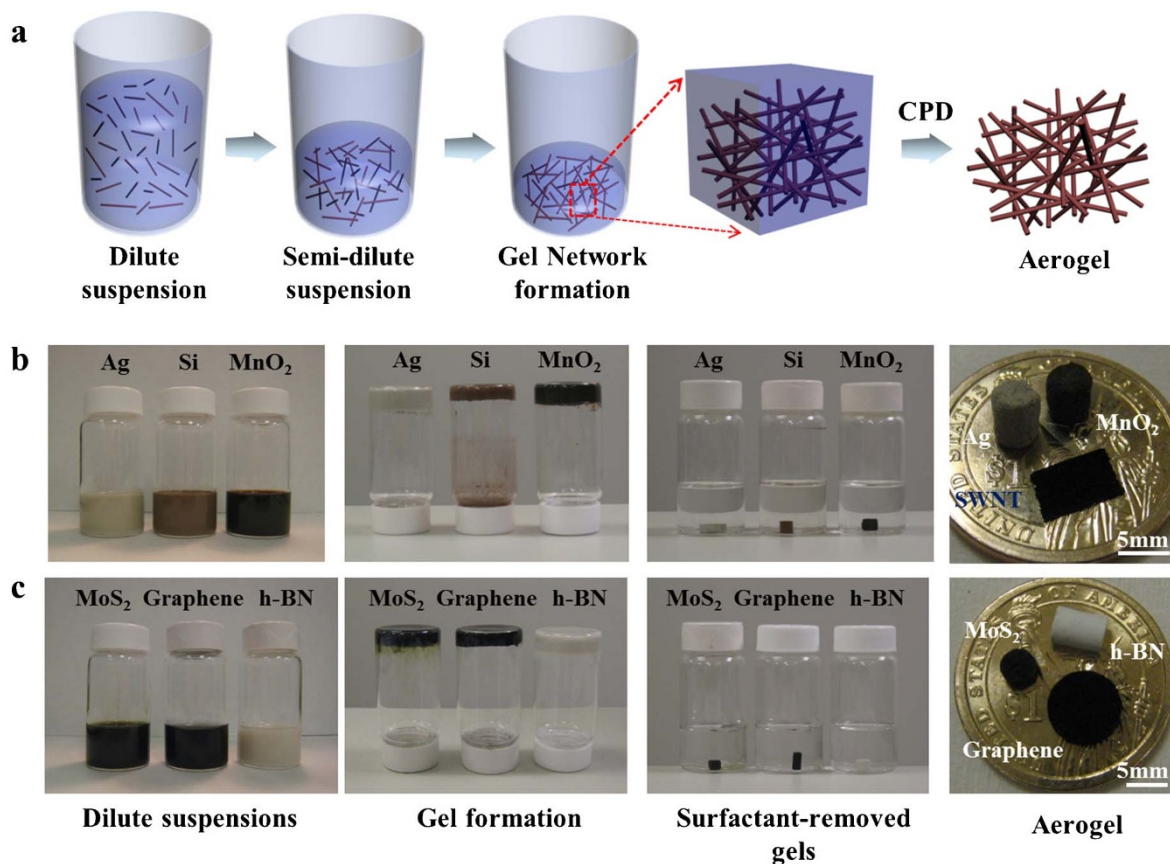 a
CPD
Dilute
suspension
Semi-dilute
suspension
Gel Network
formation
Aerogel
b
Ag Si MnO₂
Ag Si MnO₂
Ag Si MnO₂
Ag
MnO₂
SWNT
$1
5mm
c
MoS₂ Graphene h-BN
MoS₂ Graphene h-BN
MoS₂ Graphene h-BN
MoS₂
h-BN
Graphene
$1
5mm
Dilute suspensions
Gel formation
Surfactant-removed
gels
Aerogel